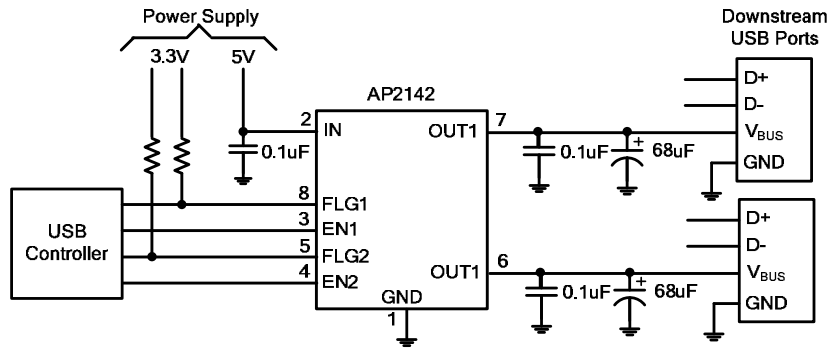 Power Supply
3.3V
5V
Downstream
USB Ports
AP2142
2
IN
OUT1
7
0.1uF
0.1uF
68uF
D+
D-
VBUS
GND
USB
Controller
8
FLG1
3
EN1
5
FLG2
4
EN2
OUT1
6
GND
1
0.1uF
68uF
D+
D-
VBUS
GND